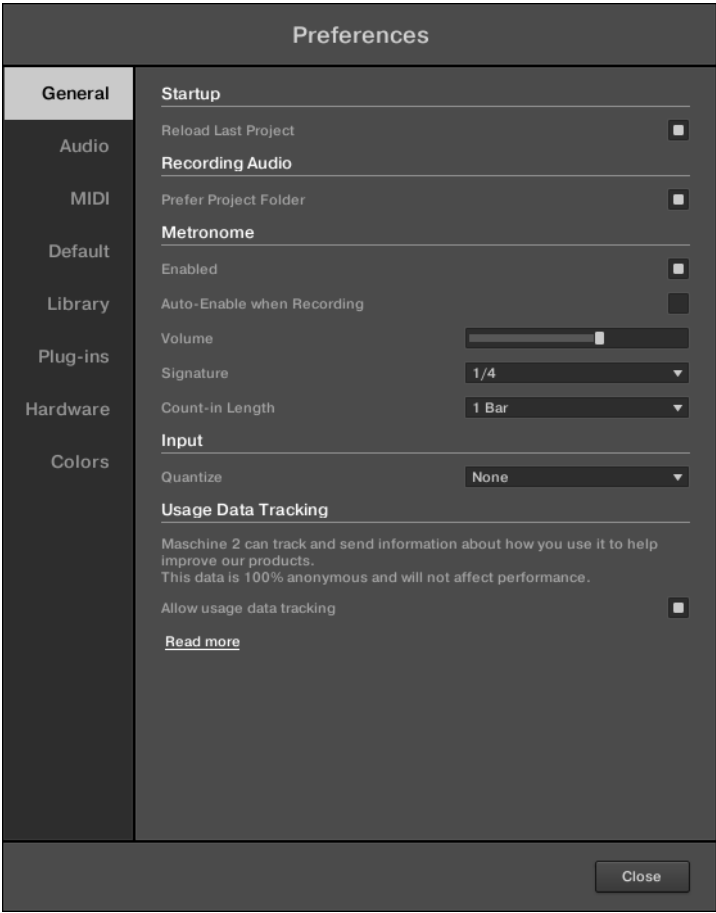 Preferences
General
Audio
MIDI
Default
Library
Plug-ins
Hardware
Colors
Startup
Reload Last Project
Recording Audio
Prefer Project Folder
Metronome
Enabled
Auto-Enable when Recording
Volume
Signature 1/4
Count-in Length 1 Bar
Input
Quantize None
Usage Data Tracking
Maschine 2 can track and send information about how you use it to help
improve our products.
This data is 100% anonymous and will not affect performance.
Allow usage data tracking
Read more
Close